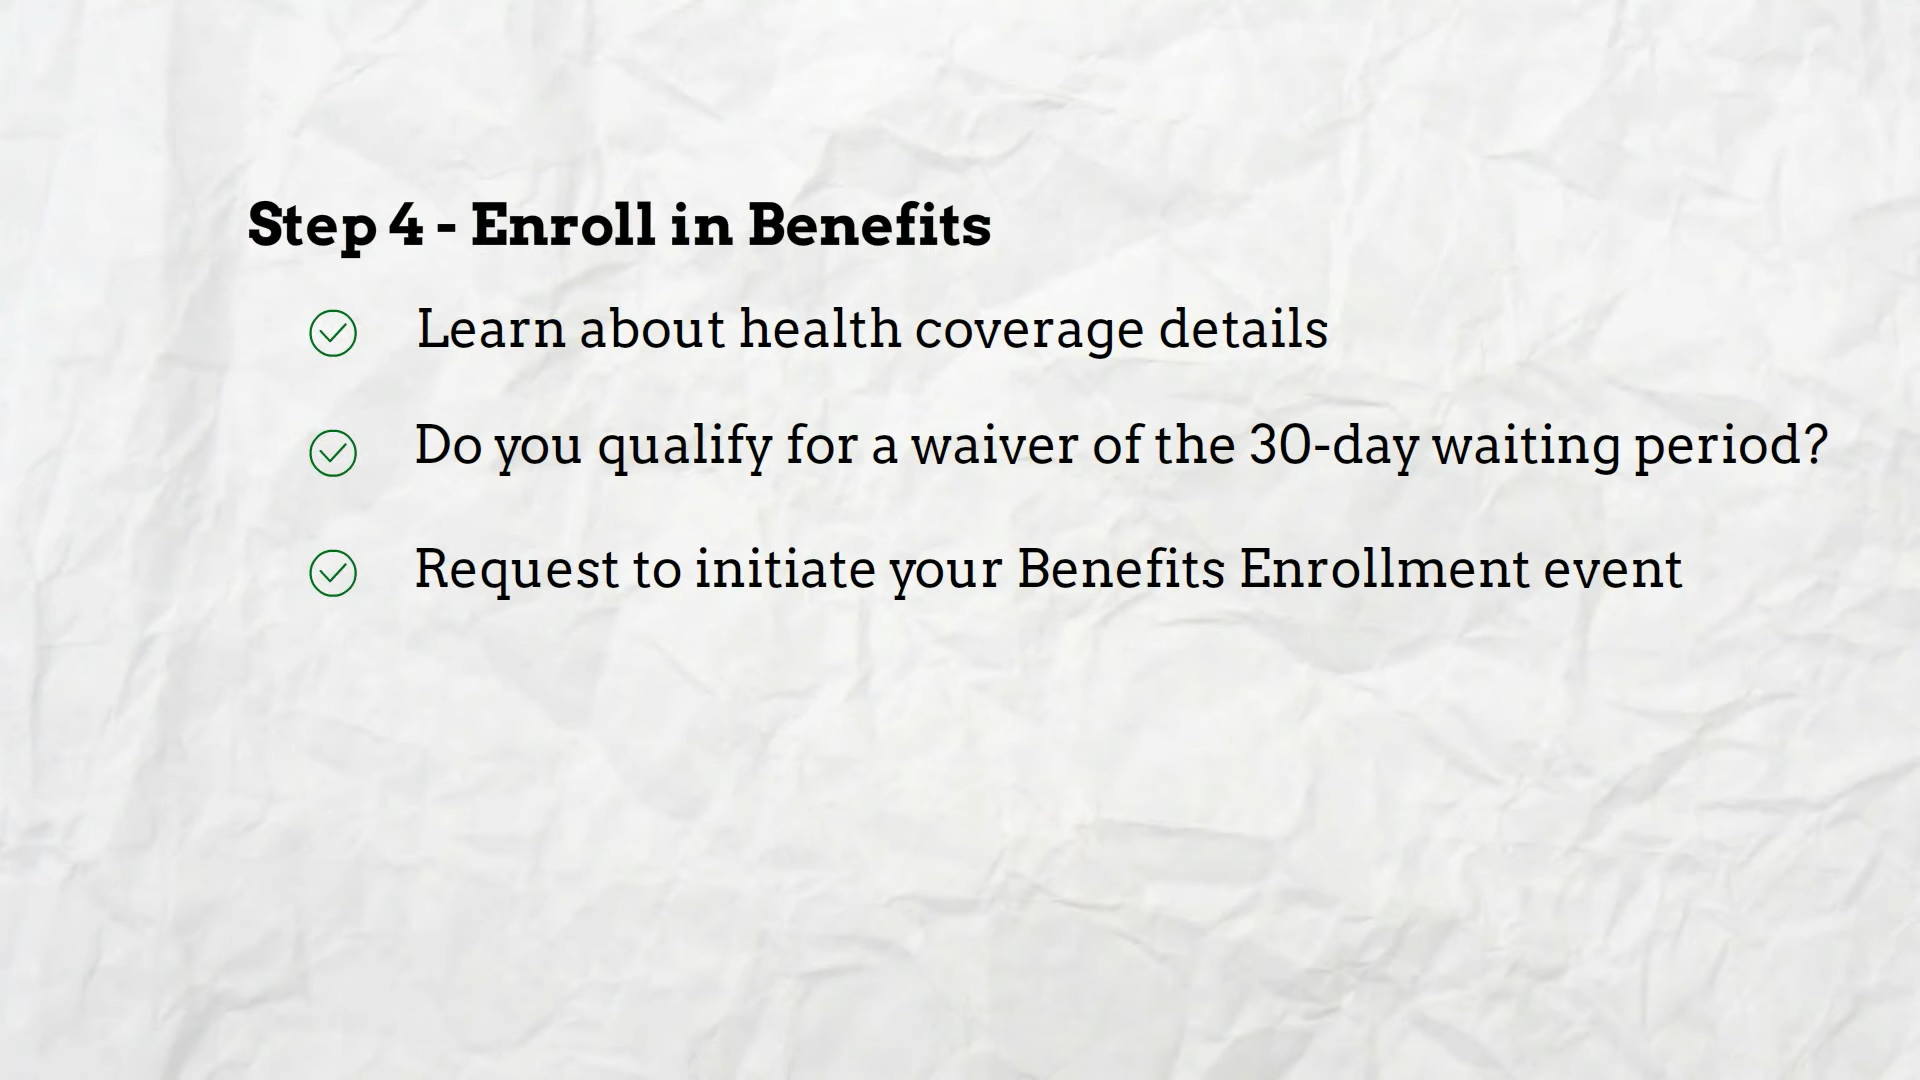 Step 4 - Enroll in Benefits
Learn about health coverage details
Do you qualify for a waiver of the 30-day waiting period?
Request to initiate your Benefits Enrollment event